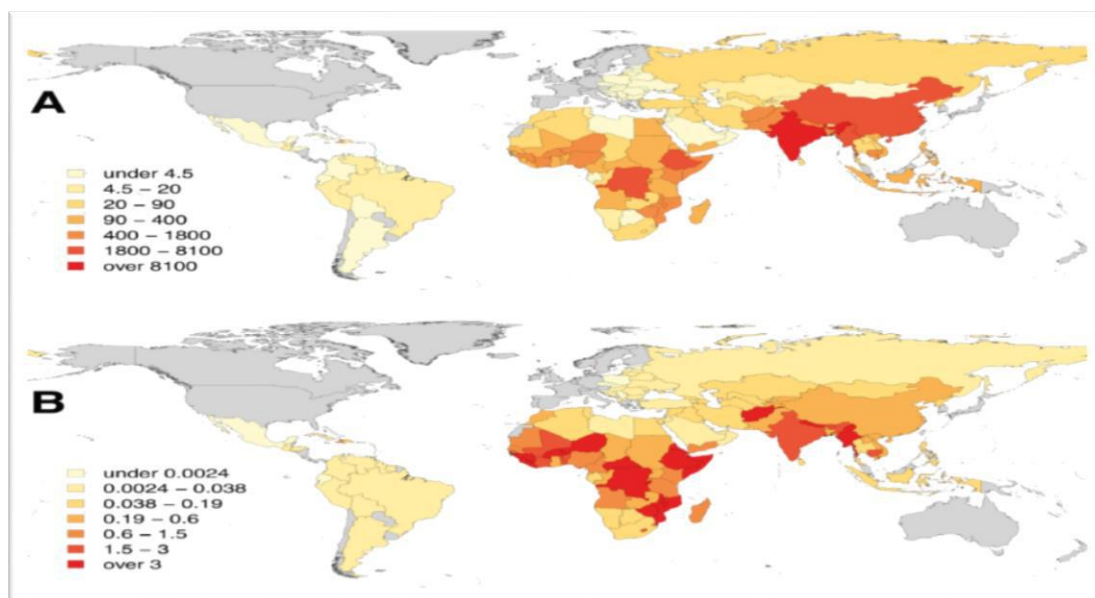 A
under 4.5
4.5 – 20
20 – 90
90 – 400
400 – 1800
1800 – 8100
over 8100
B
under 0.0024
0.0024 – 0.038
0.038 – 0.19
0.19 – 0.6
0.6 – 1.5
1.5 – 3
over 3